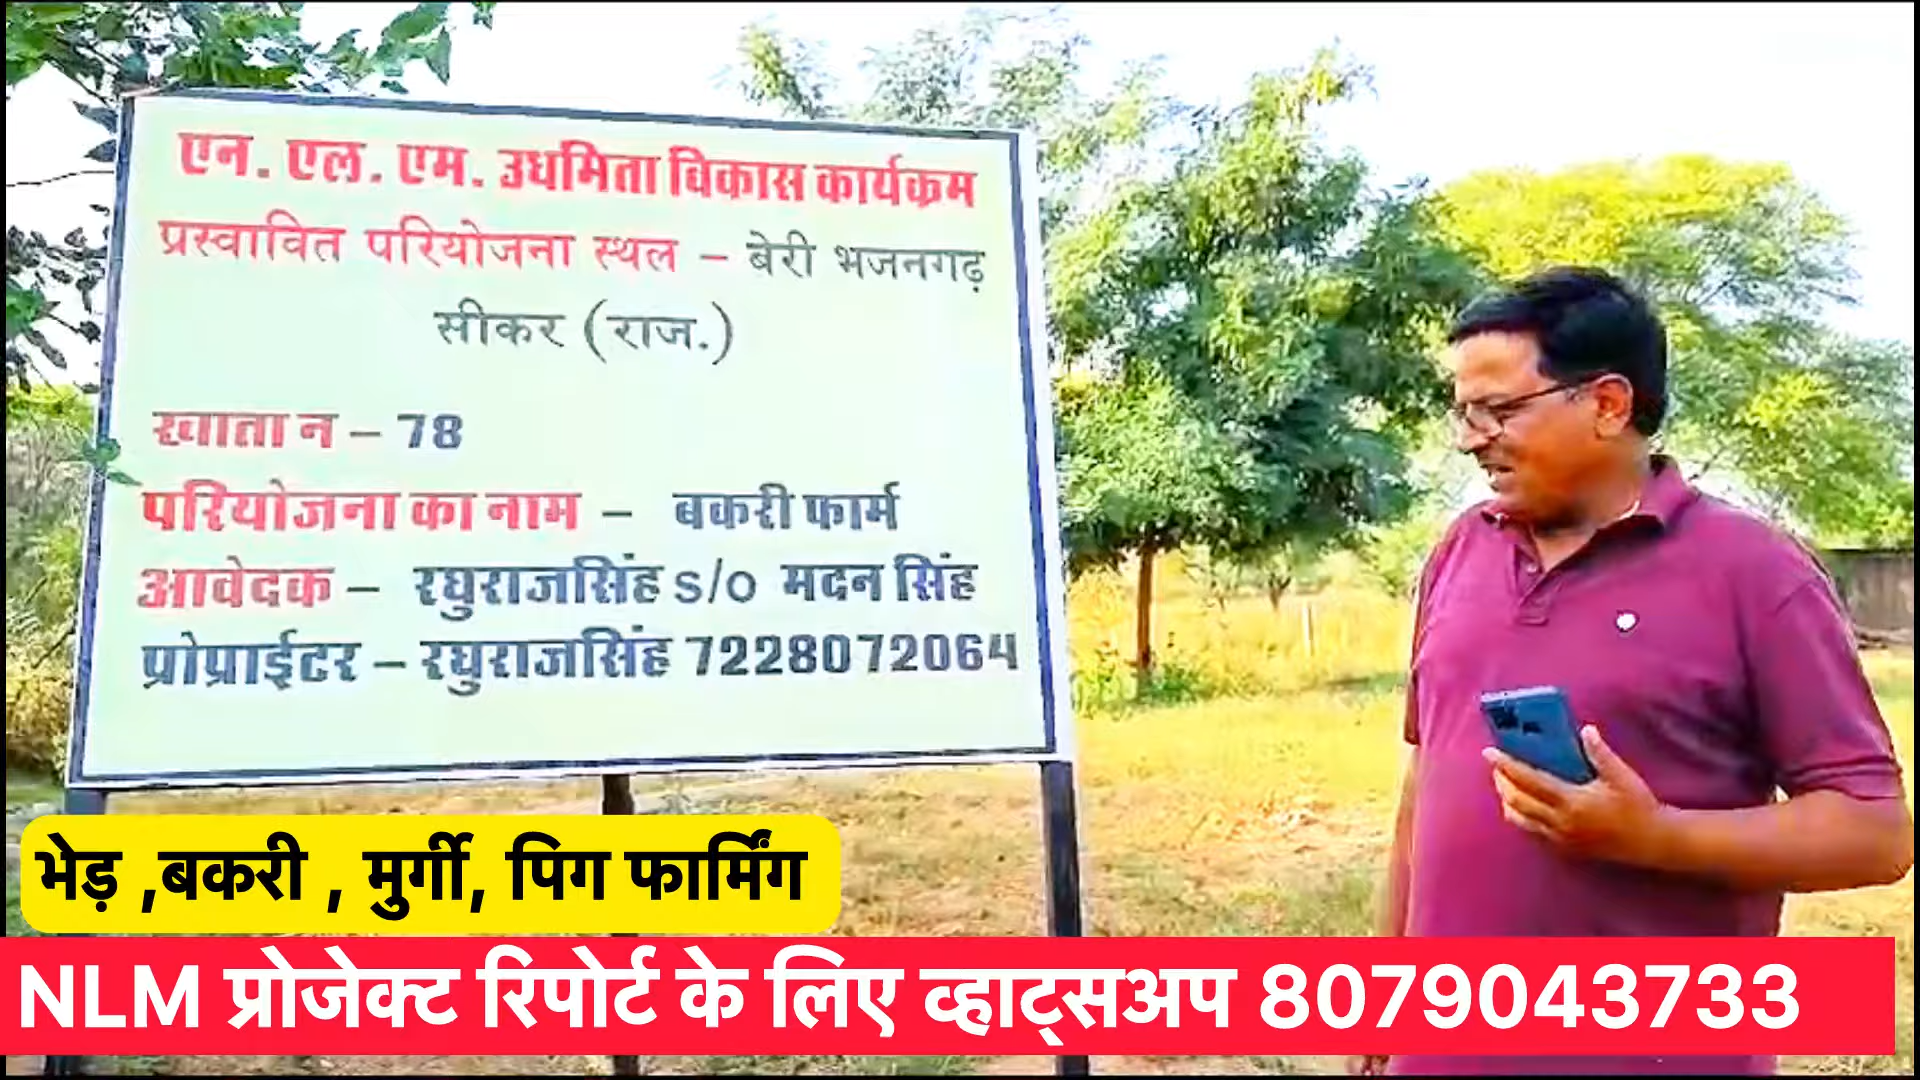 एन. एल. एम. उधमिता विकास कार्यक्रम
प्रस्वावित परियोजना स्थल – बेरी भजनगढ़
सीकर (राज.)
खाता न – 78
परियोजना का नाम – बकरी फार्म
आवेदक – रघुराजसिंह s/o मदन सिंह
प्रोप्राईटर – रघुराजसिंह 7228072064
भेड़ ,बकरी , मुर्गी, पिग फार्मिंग
NLM प्रोजेक्ट रिपोर्ट के लिए व्हाट्सअप 8079043733